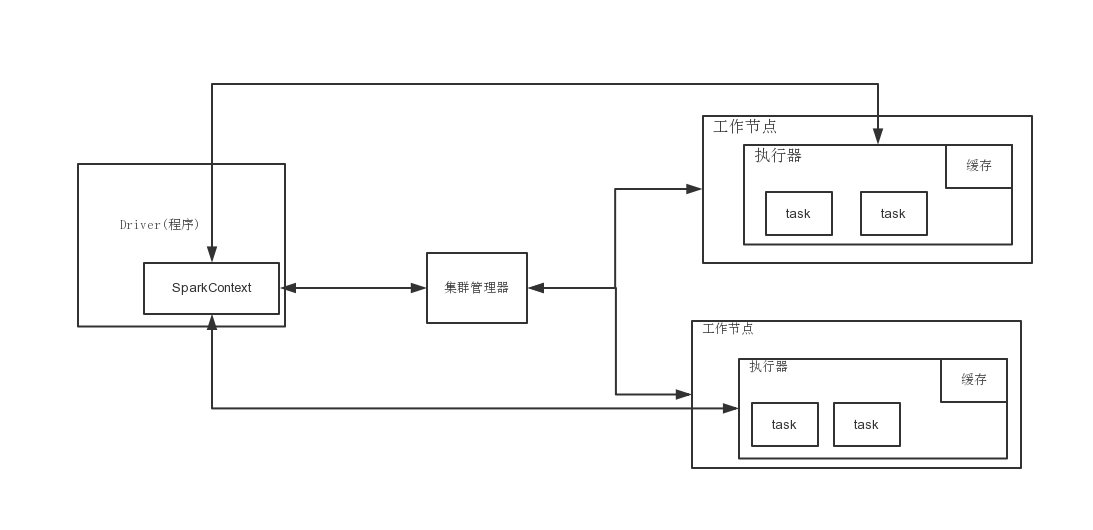 Driver(程序)
SparkContext
集群管理器
工作节点
执行器
缓存
task
task
工作节点
执行器
缓存
task
task